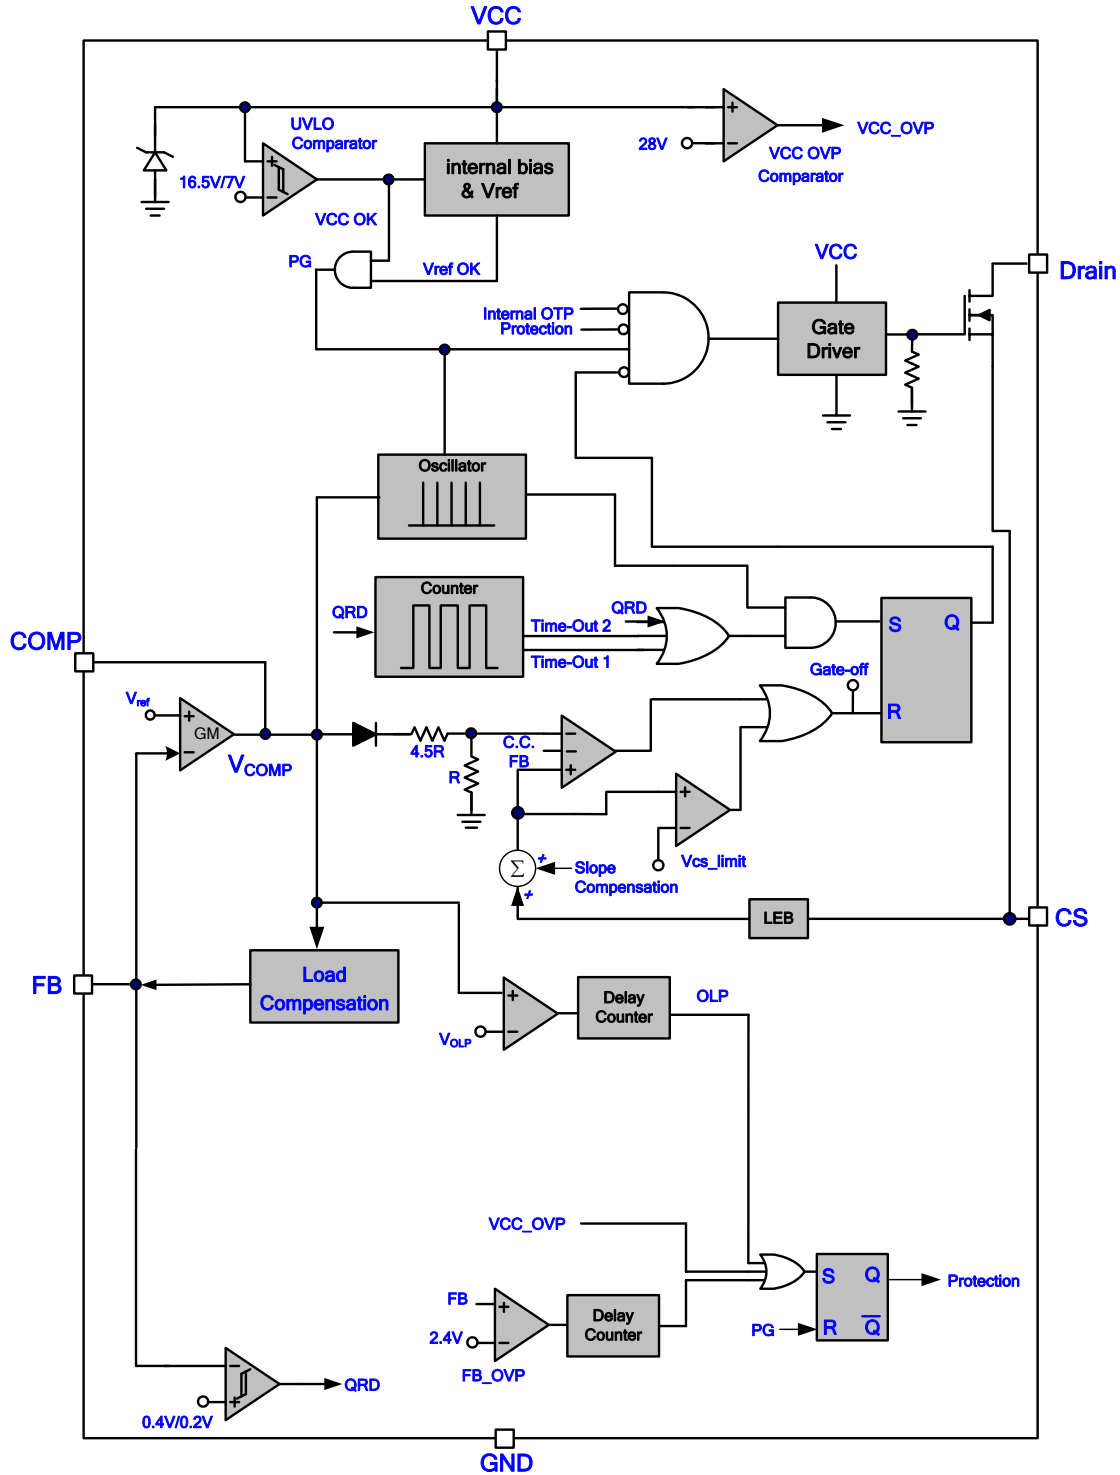 VCC
UVLO
Comparator
16.5V/7V
internal bias
& Vref
28V
VCC_OVP
VCC OVP
Comparator
VCC OK
PG
Vref OK
VCC
Drain
Internal OTP
Protection
Gate
Driver
Oscillator
Counter
QRD
QRD
Time-Out 2
Time-Out 1
S
Q
R
Gate-off
COMP
Vref
GM
VCOMP
4.5R
R
C.C.
FB
Vcs_limit
Σ
Slope
Compensation
LEB
CS
FB
Load
Compensation
VOLP
Delay
Counter
OLP
VCC_OVP
FB
2.4V
FB_OVP
Delay
Counter
S
Q
R
Q
PG
Protection
0.4V/0.2V
QRD
GND